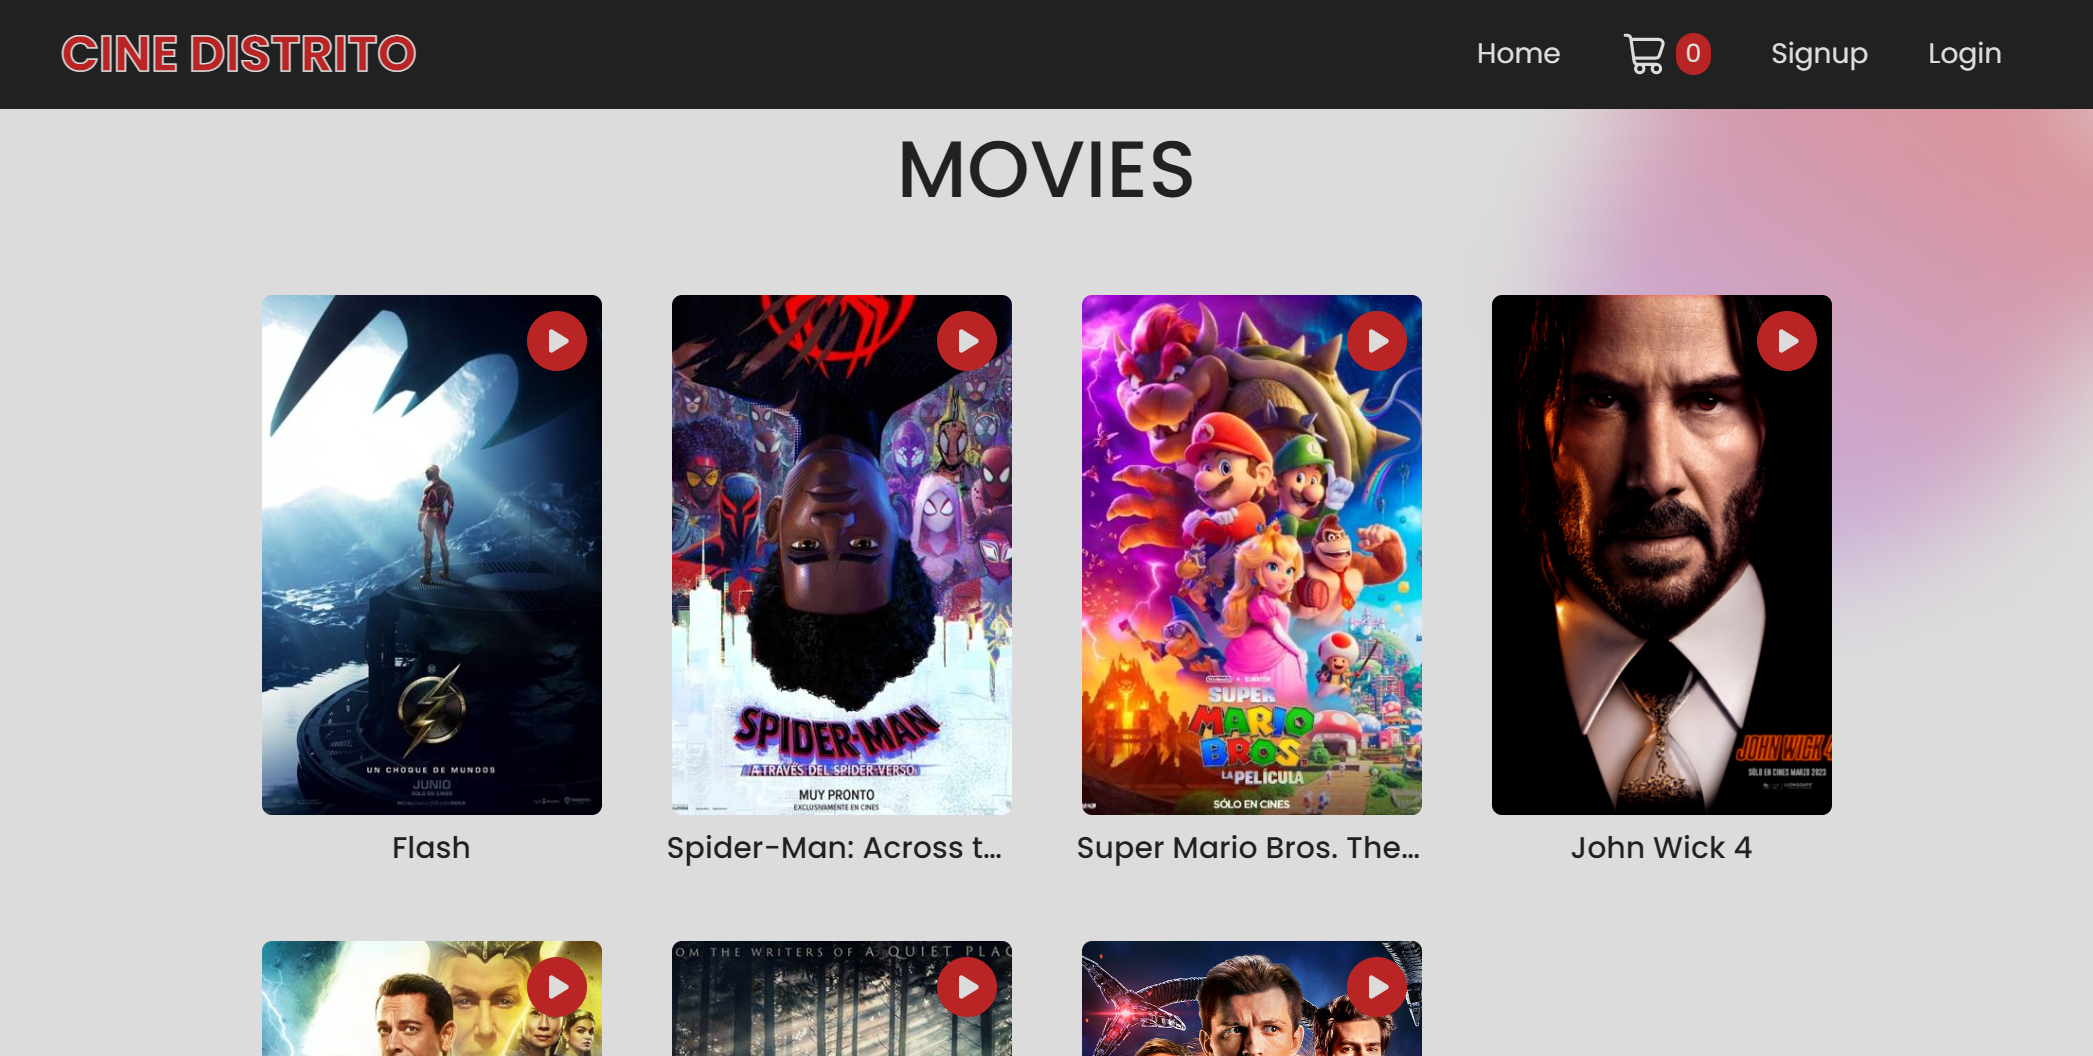 CINE DISTRITO
Home
0
Signup
Login
MOVIES
UN CHOQUE DE MUNDOS
JUNIO
SOLO EN CINES
Flash
SPIDER-MAN
A TRAVÉS DEL SPIDER-VERSO
MUY PRONTO
EXCLUSIVAMENTE EN CINES
Spider-Man: Across t...
SUPER
MARIO
BROS.
LA PELÍCULA
SÓLO EN CINES
Super Mario Bros. The...
JOHN WICK 4
SÓLO EN CINES MARZO 2023
LIONSGATE
John Wick 4
OM THE WRITERS OF A QUIET PLAC